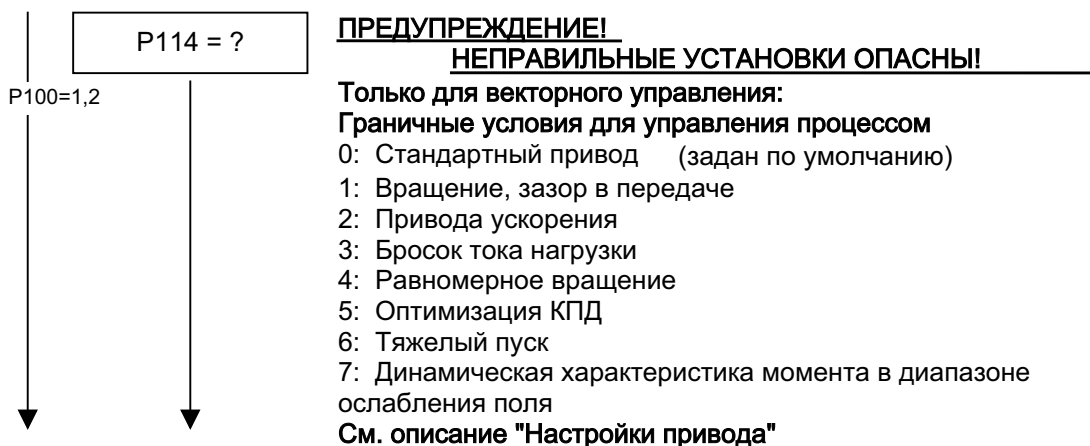 P114 = ?
P100=1,2
ПРЕДУПРЕЖДЕНИЕ!
НЕПРАВИЛЬНЫЕ УСТАНОВКИ ОПАСНЫ!
Только для векторного управления:
Граничные условия для управления процессом
0: Стандартный привод (задан по умолчанию)
1: Вращение, зазор в передаче
2: Привода ускорения
3: Бросок тока нагрузки
4: Равномерное вращение
5: Оптимизация КПД
6: Тяжелый пуск
7: Динамическая характеристика момента в диапазоне
ослабления поля
См. описание "Настройки привода"